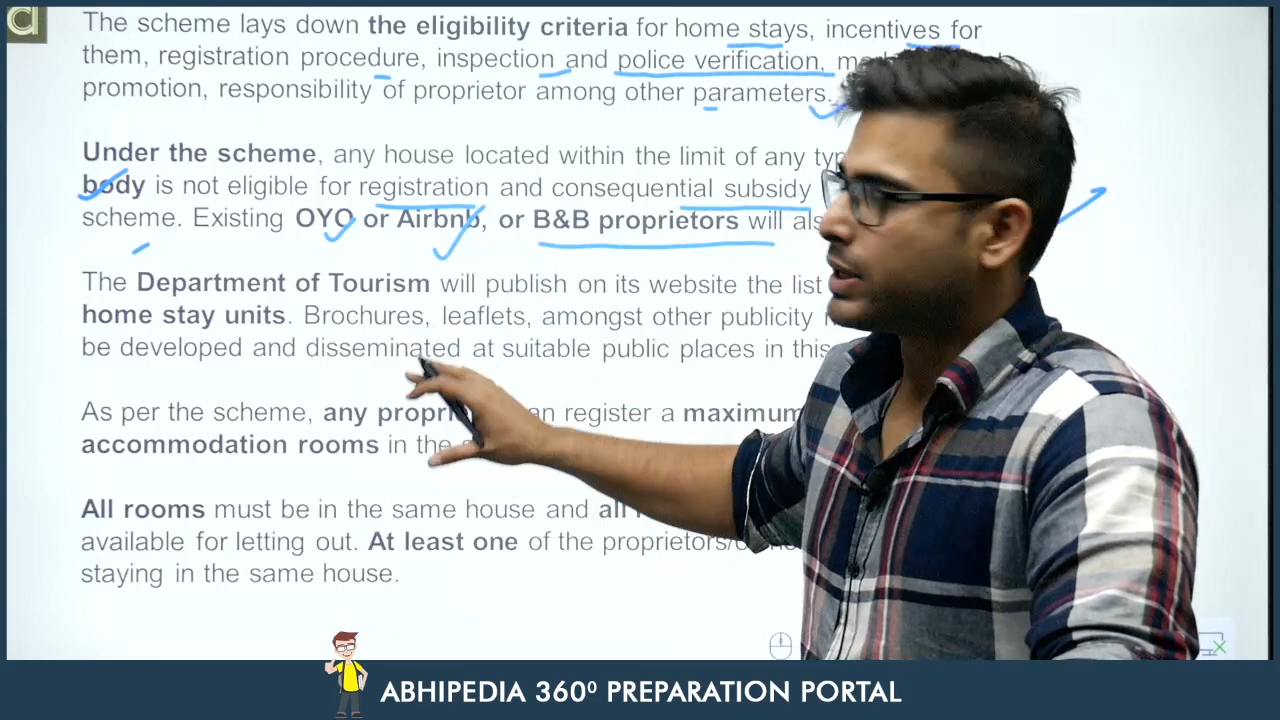 d
The scheme lays down the eligibility criteria for home stays, incentives for
them, registration procedure, inspection and police verification,
promotion, responsibility of proprietor among other parameters.
Under the scheme, any house located within the limit of any
body is not eligible for registration and consequential subsidy
scheme. Existing OYO or Airbnb, or B&B proprietors will
The Department of Tourism will publish on its website the list
home stay units. Brochures, leaflets, amongst other publicity
be developed and disseminated at suitable public places in this
As per the scheme, any register a maximum
accommodation rooms in the
All rooms must be in the same house and
available for letting out. At least one of the
staying in the same house.
ABHIPEDIA 360⁰ PREPARATION PORTAL